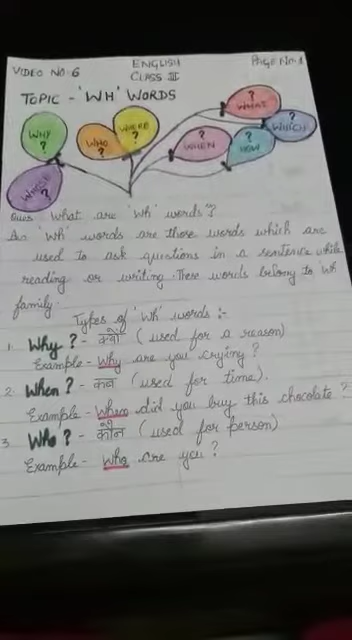 VIDEO NO:6 ENGLISH PAGE NO:1
CLASS III
TOPIC - 'WH' WORDS
WHY ?
WHO ?
WHERE ?
WHAT ?
WHICH ?
WHEN ?
HOW ?
WHOSE ?
Ques- What are 'Wh' words?
Ans- 'Wh' words are those words which are
used to ask questions in a sentence while
reading or writing. These words belong to Wh
family.
Types of 'Wh' words :-
1. Why? - क्यों (used for a reason)
Example - Why are you crying?
2. When? - कब (used for time).
Example - When did you buy this chocolate?
3. Who? - कौन (used for person)
Example - Who are you?